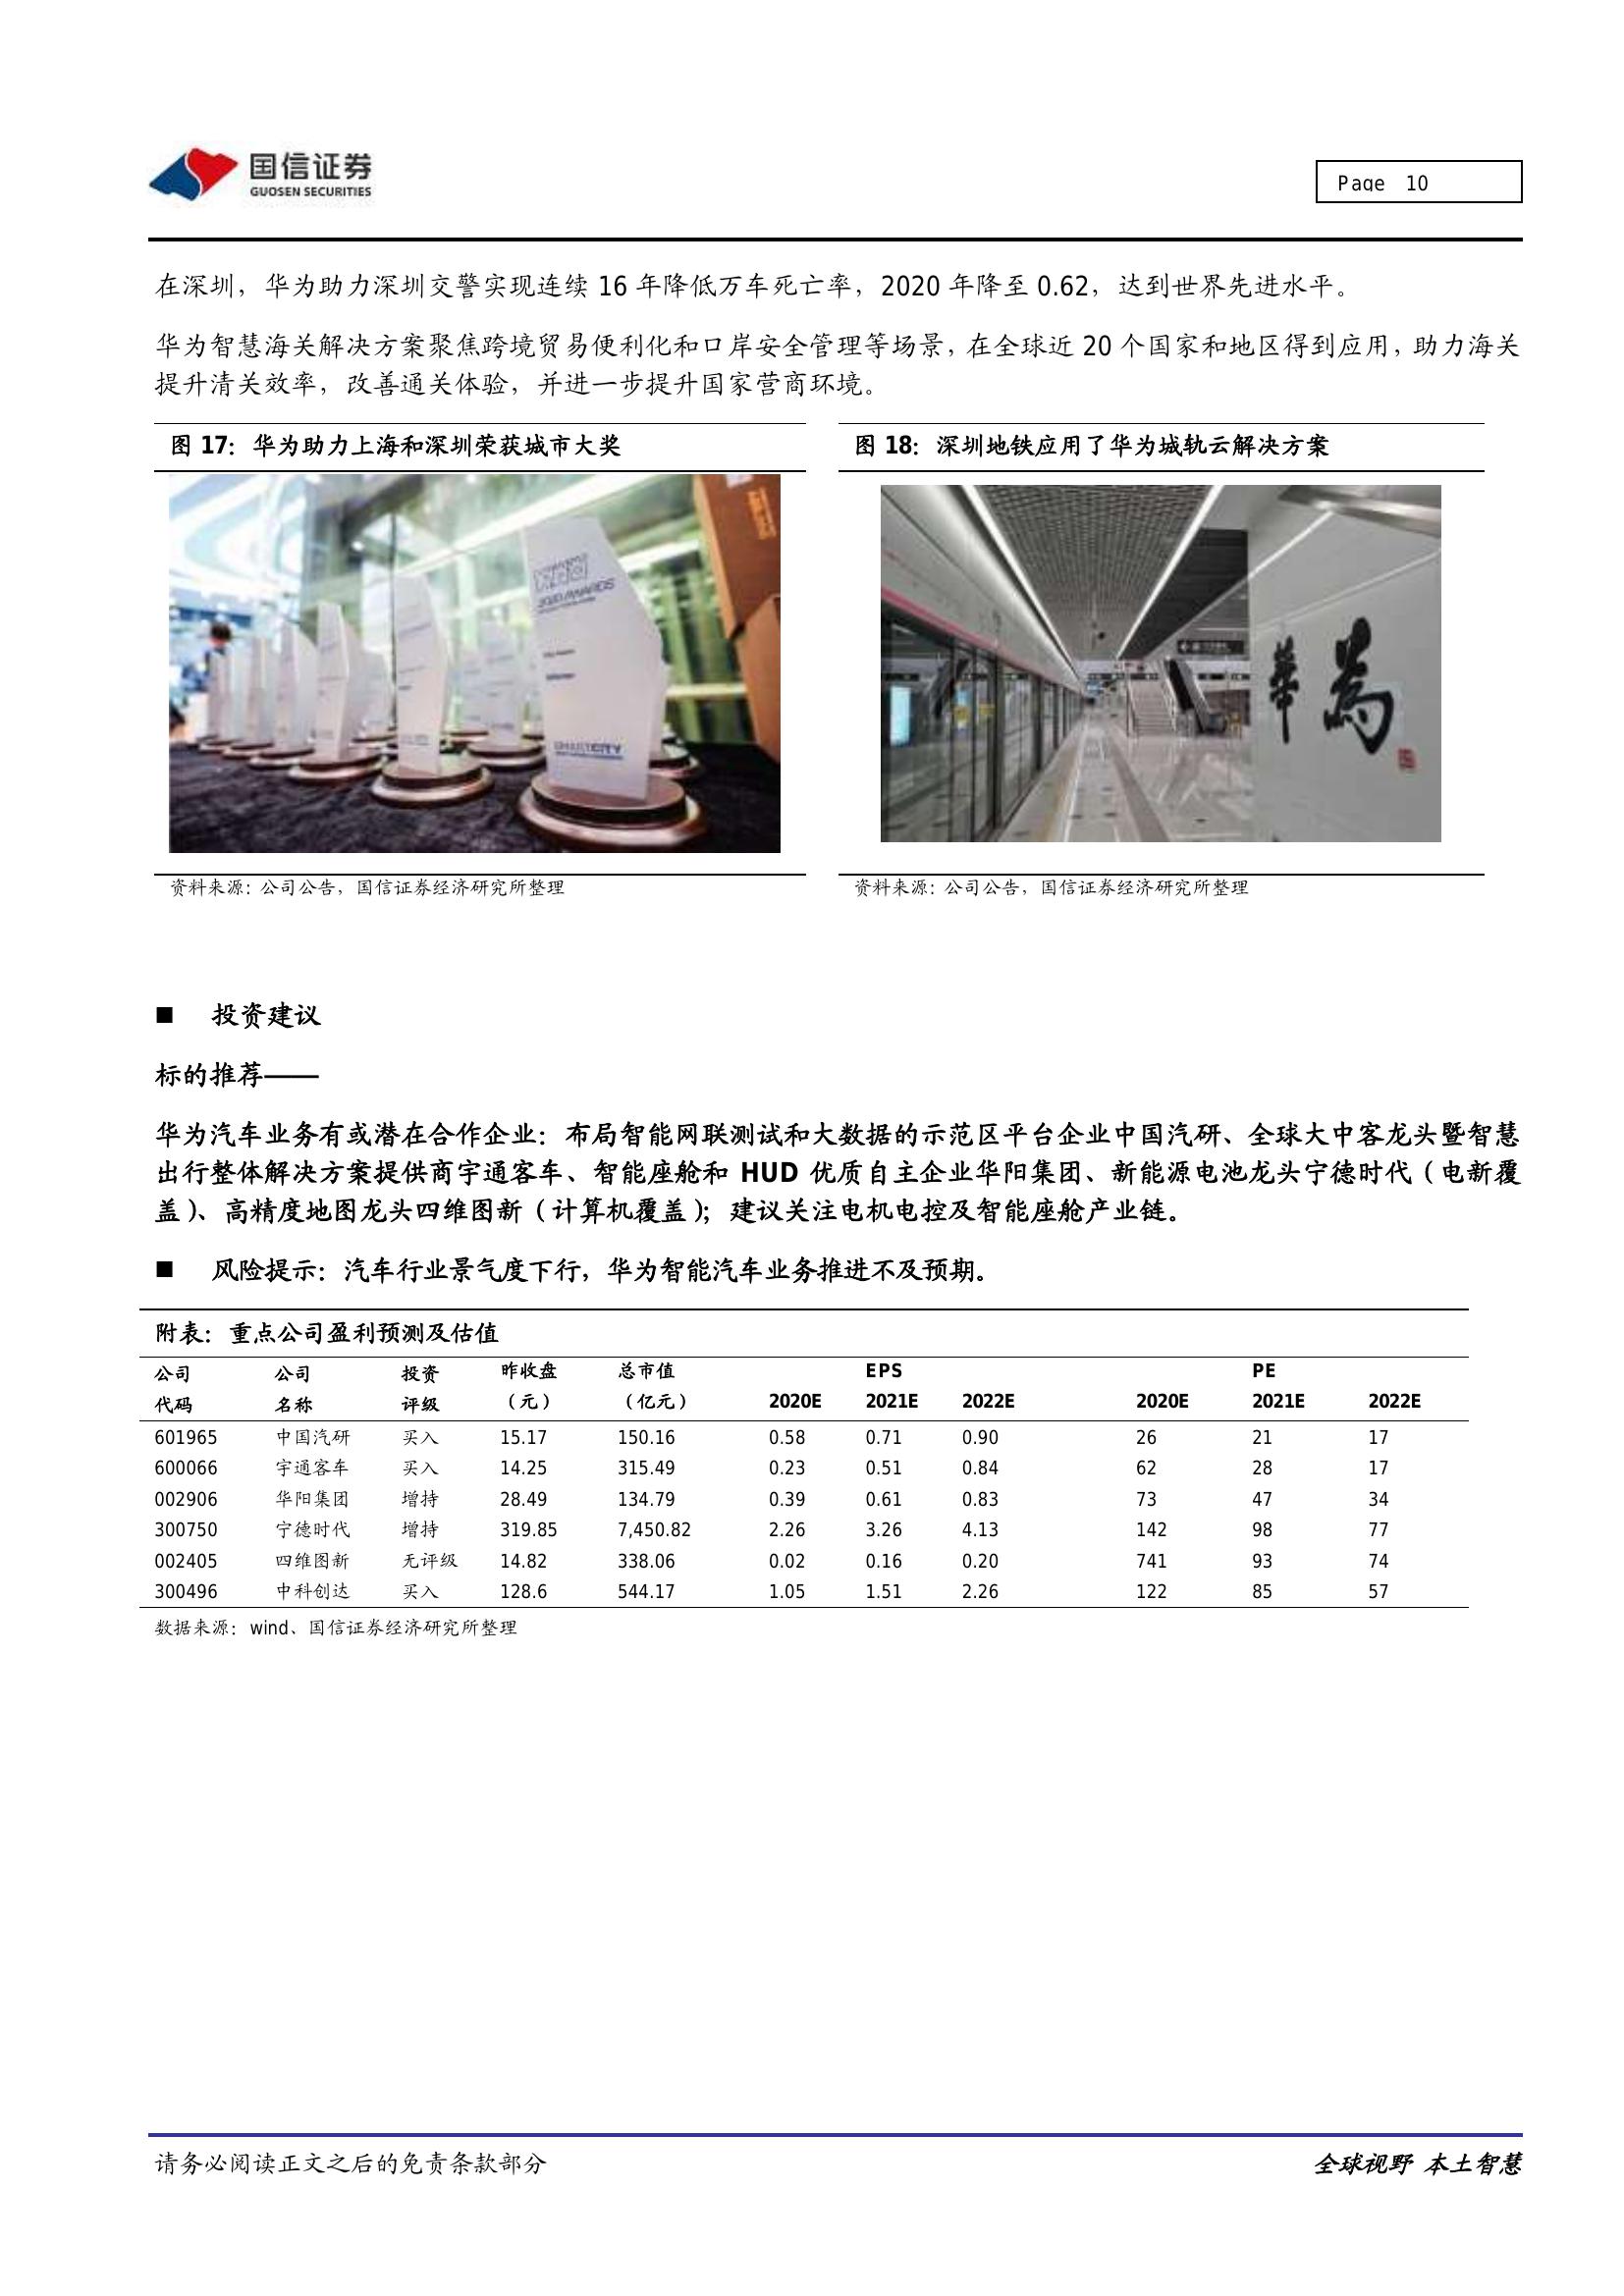 国信证券
GUOSEN SECURITIES
Page 10
在深圳，华为助力深圳交警实现连续 16 年降低万车死亡率，2020 年降至 0.62，达到世界先进水平。
华为智慧海关解决方案聚焦跨境贸易便利化和口岸安全管理等场景，在全球近 20 个国家和地区得到应用，助力海关
提升清关效率，改善通关体验，并进一步提升国家营商环境。
图 17：华为助力上海和深圳荣获城市大奖
图 18：深圳地铁应用了华为城轨云解决方案
2020 AWARDS
SMARTCITY
華為
资料来源：公司公告，国信证券经济研究所整理
资料来源：公司公告，国信证券经济研究所整理
■ 投资建议
标的推荐——
华为汽车业务有或潜在合作企业：布局智能网联测试和大数据的示范区平台企业中国汽研、全球大中客龙头暨智慧
出行整体解决方案提供商宇通客车、智能座舱和 HUD 优质自主企业华阳集团、新能源电池龙头宁德时代（电新覆
盖）、高精度地图龙头四维图新（计算机覆盖）；建议关注电机电控及智能座舱产业链。
■ 风险提示：汽车行业景气度下行，华为智能汽车业务推进不及预期。
附表：重点公司盈利预测及估值
公司 公司 投资 昨收盘 总市值 EPS PE
代码 名称 评级 （元） （亿元） 2020E 2021E 2022E 2020E 2021E 2022E
601965 中国汽研 买入 15.17 150.16 0.58 0.71 0.90 26 21 17
600066 宇通客车 买入 14.25 315.49 0.23 0.51 0.84 62 28 17
002906 华阳集团 增持 28.49 134.79 0.39 0.61 0.83 73 47 34
300750 宁德时代 增持 319.85 7,450.82 2.26 3.26 4.13 142 98 77
002405 四维图新 无评级 14.82 338.06 0.02 0.16 0.20 741 93 74
300496 中科创达 买入 128.6 544.17 1.05 1.51 2.26 122 85 57
数据来源：wind、国信证券经济研究所整理
请务必阅读正文之后的免责条款部分
全球视野 本土智慧